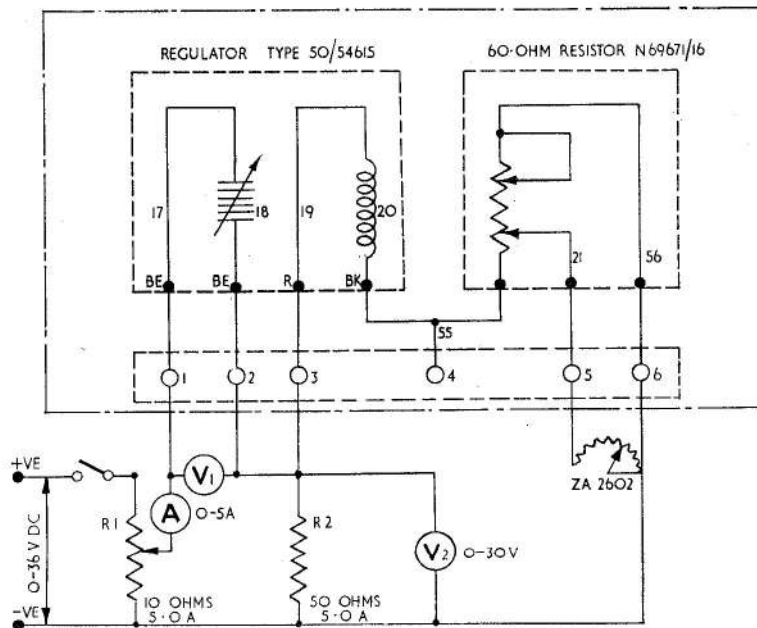 REGULATOR TYPE 50/54615
60-OHM RESISTOR N69671/16
17
18
19
20
21
56
BE
BE
R
BK
55
1
2
3
4
5
6
+VE
V1
ZA 2602
R1
A
0-5A
R2
V2
0-30V
0-36V DC
10 OHMS
5·0 A
50 OHMS
5·0 A
-VE